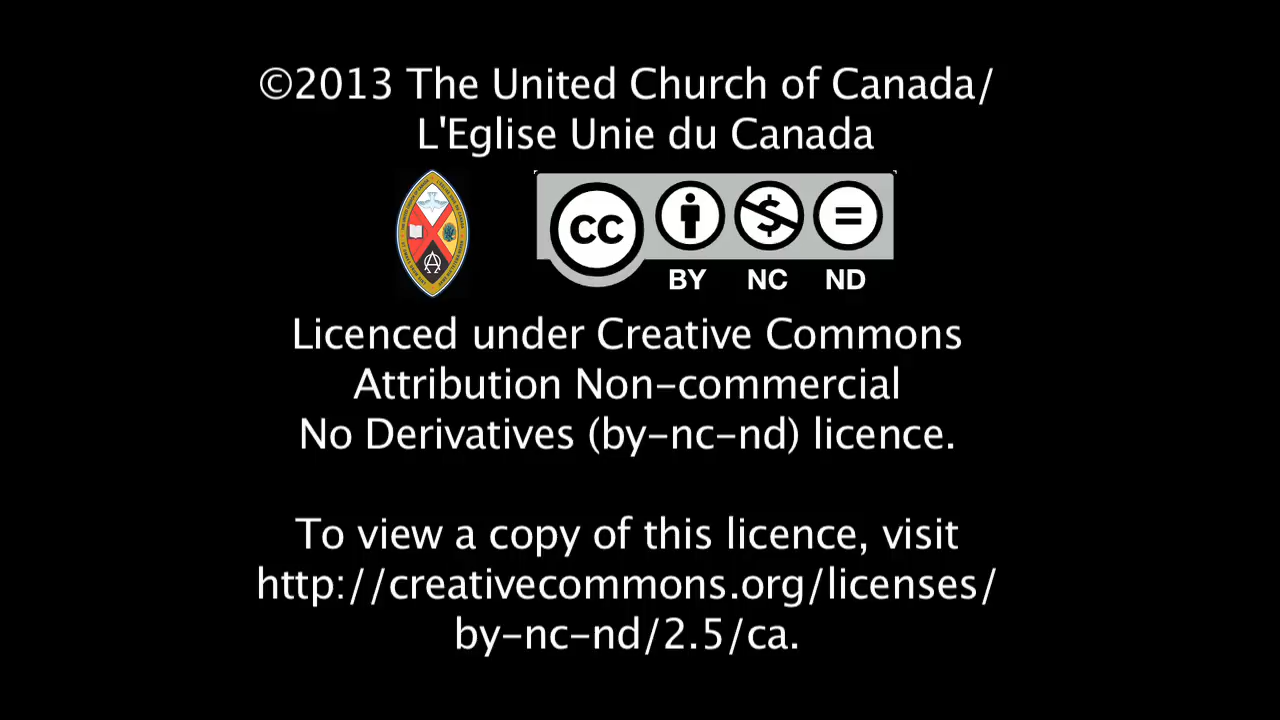 ©2013 The United Church of Canada/
L'Eglise Unie du Canada
CC
BY NC ND
Licenced under Creative Commons
Attribution Non-commercial
No Derivatives (by-nc-nd) licence.
To view a copy of this licence, visit
http://creativecommons.org/licenses/
by-nc-nd/2.5/ca.